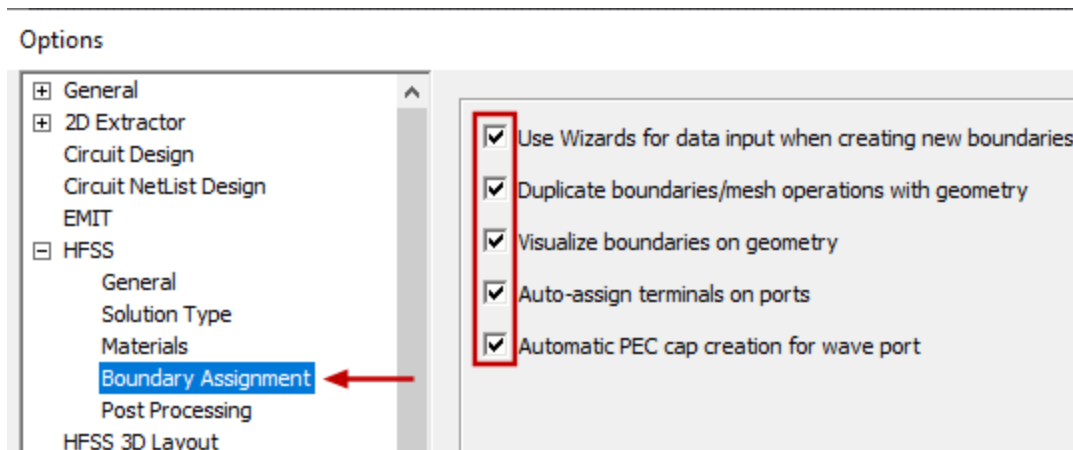 Options
General
2D Extractor
Circuit Design
Circuit NetList Design
EMIT
HFSS
General
Solution Type
Materials
Boundary Assignment
Post Processing
HFSS 3D Layout
Use Wizards for data input when creating new boundaries
Duplicate boundaries/mesh operations with geometry
Visualize boundaries on geometry
Auto-assign terminals on ports
Automatic PEC cap creation for wave port